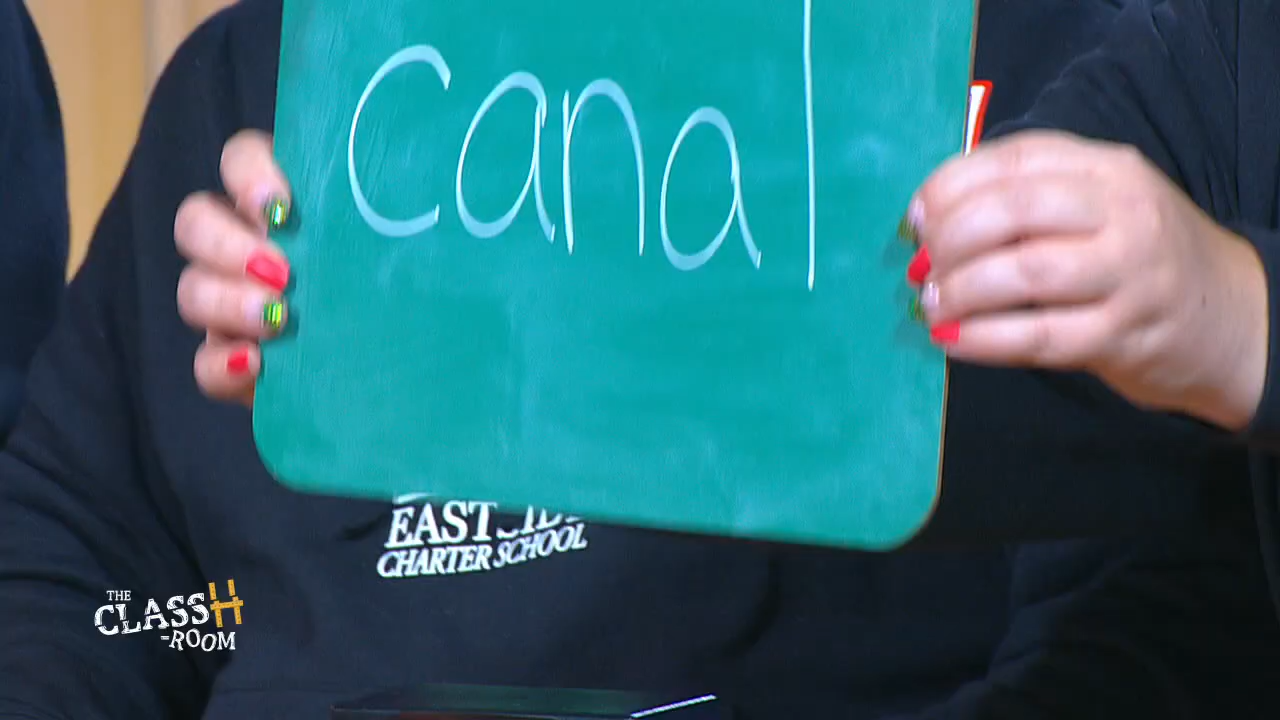 canal
EASTSIDE
CHARTER SCHOOL
THE
CLASSH
-ROOM